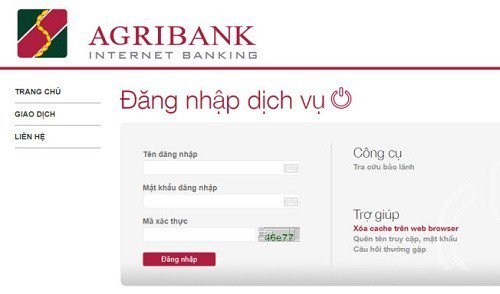 AGRIBANK
INTERNET BANKING
TRANG CHỦ
GIAO DỊCH
LIÊN HỆ
Đăng nhập dịch vụ
Tên đăng nhập
Mật khẩu đăng nhập
Mã xác thực
46e77
Đăng nhập
Công cụ
Tra cứu bảo lãnh
Trợ giúp
Xóa cache trên web browser
Quên tên truy cập, mật khẩu
Câu hỏi thường gặp